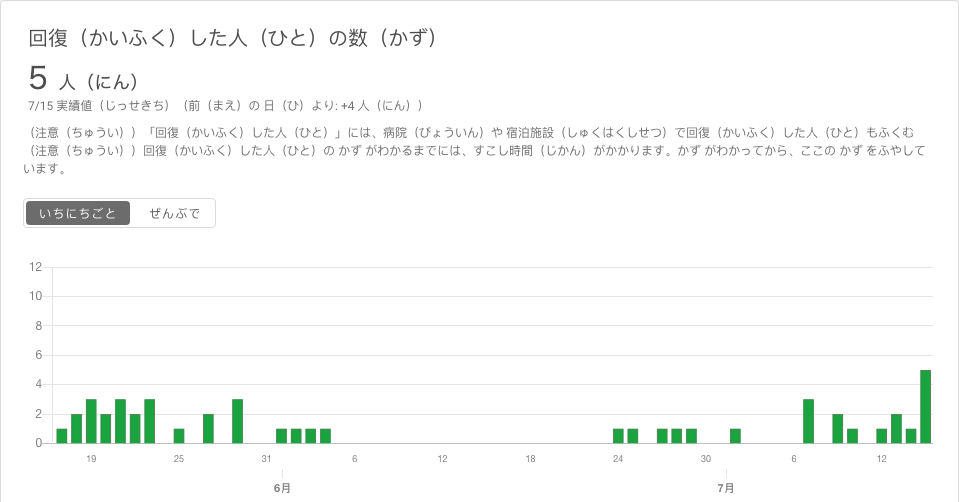 回復（かいふく）した人（ひと）の数（かず）
5 人（にん）
7/15 実績値（じっせきち）（前（まえ）の 日（ひ）より: +4 人（にん））
（注意（ちゅうい））「回復（かいふく）した人（ひと）」には、病院（びょういん）や 宿泊施設（しゅくはくしせつ）で回復（かいふく）した人（ひと）もふくむ
（注意（ちゅうい））回復（かいふく）した人（ひと）の かず がわかるまでには、すこし時間（じかん）がかかります。かず がわかってから、ここの かず をふやして
います。
いちにちごと ぜんぶで
12
10
8
6
4
2
0
19 25 31 6 12 18 24 30 6 12
6月 7月